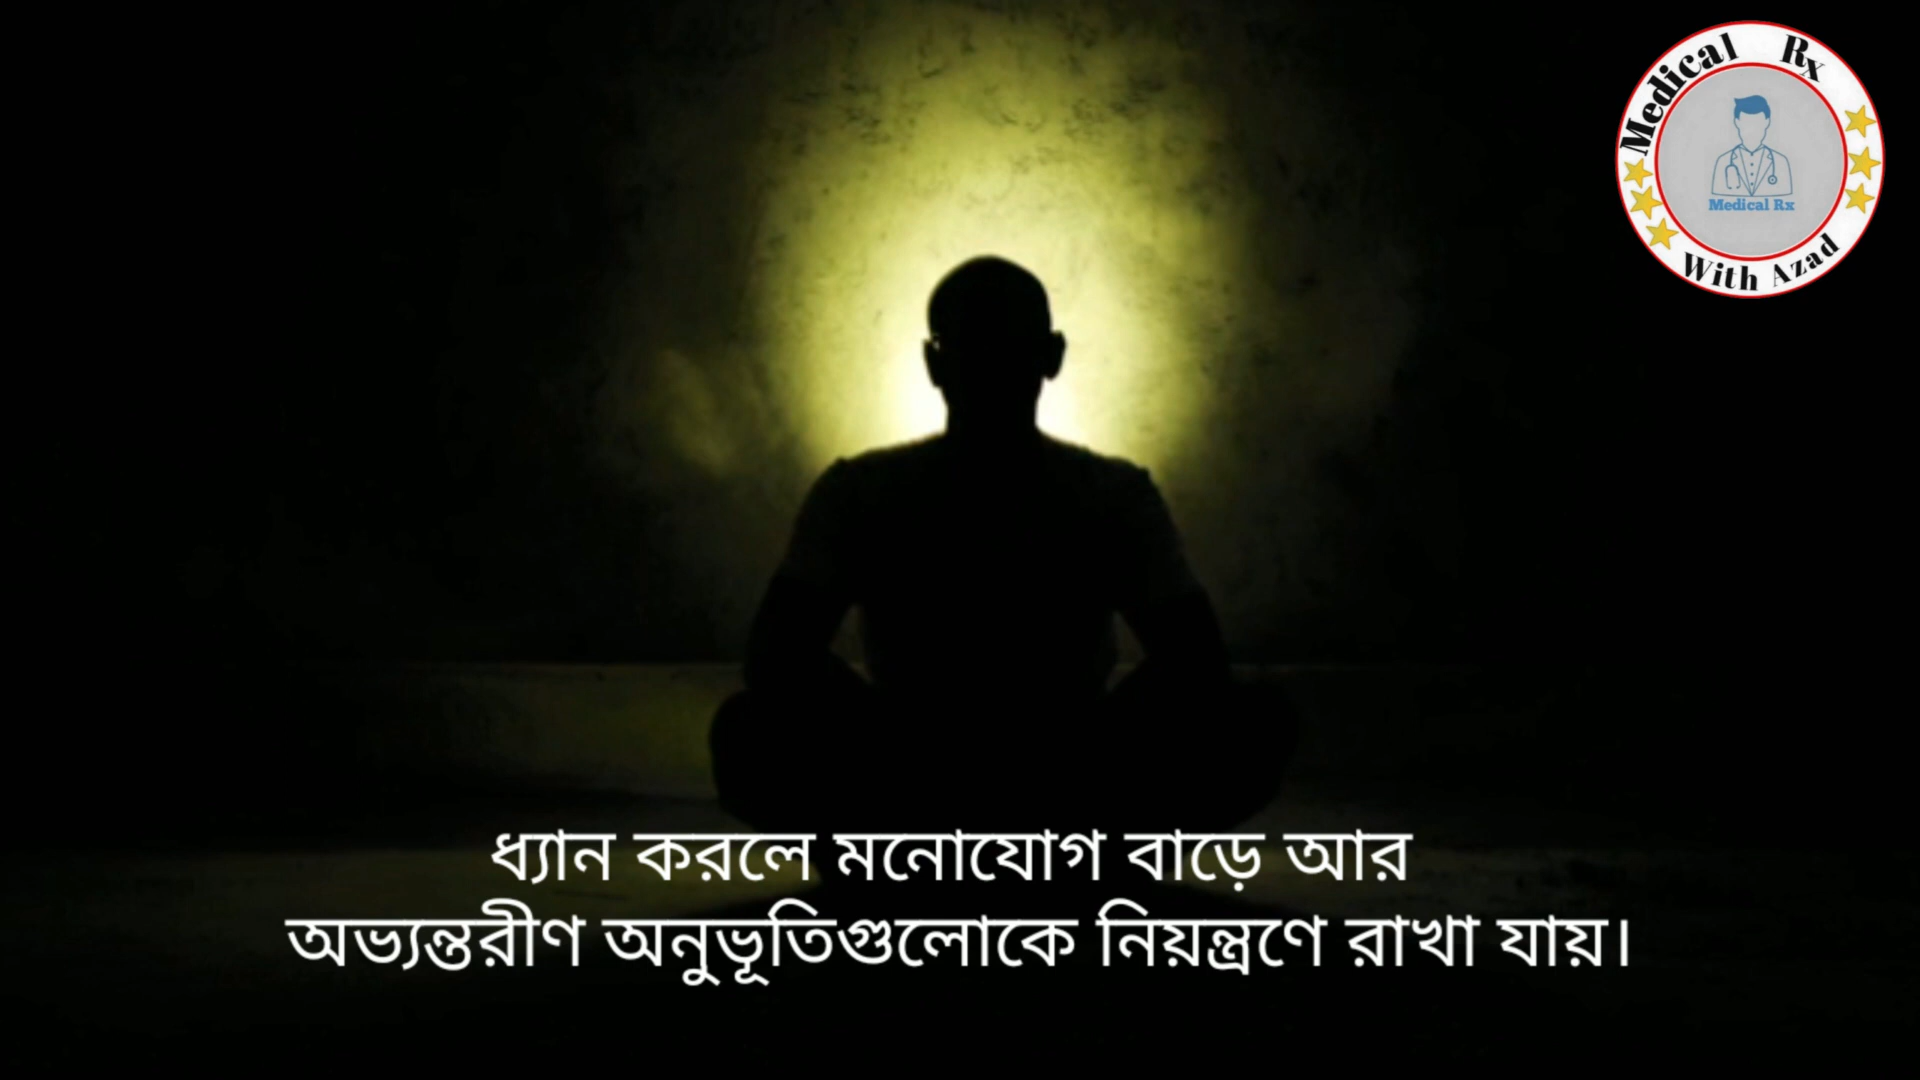 Medical Rx
Medical Rx
With Azad
ধ্যান করলে মনোযোগ বাড়ে আর
অভ্যন্তরীণ অনুভূতিগুলোকে নিয়ন্ত্রণে রাখা যায়।